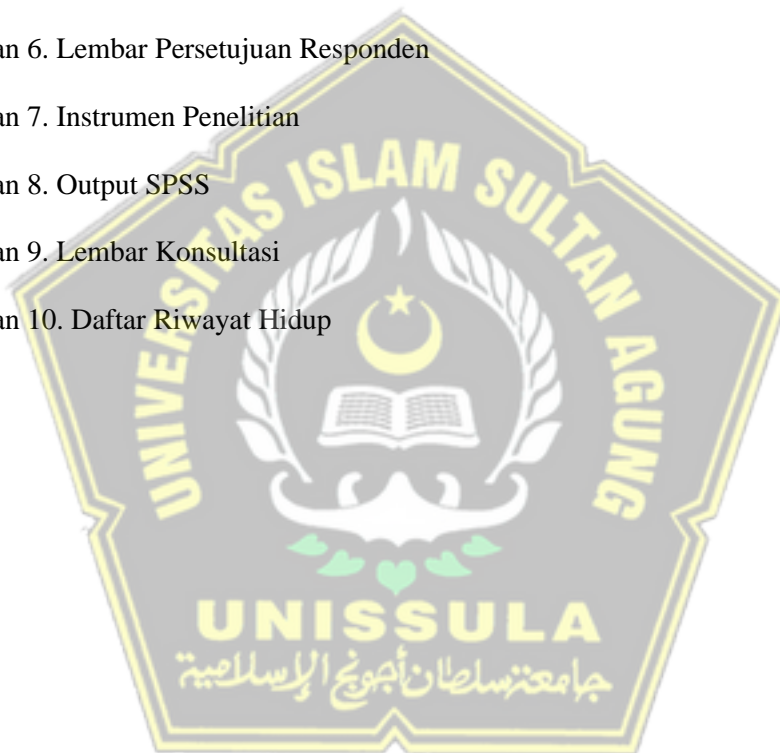 an 6. Lembar Persetujuan Responden
an 7. Instrumen Penelitian
an 8. Output SPSS
an 9. Lembar Konsultasi
an 10. Daftar Riwayat Hidup
UNIVERSITAS ISLAM SULTAN AGUNG
UNISSULA
جامعة سلطان أجونج الإسلامية